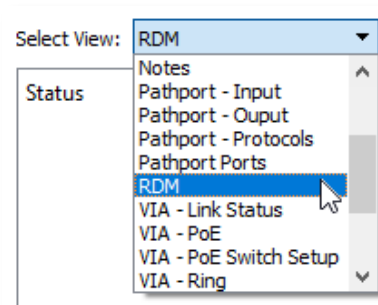 Select View: RDM
Status
Notes
Pathport - Input
Pathport - Ouput
Pathport - Protocols
Pathport Ports
RDM
VIA - Link Status
VIA - PoE
VIA - PoE Switch Setup
VIA - Ring